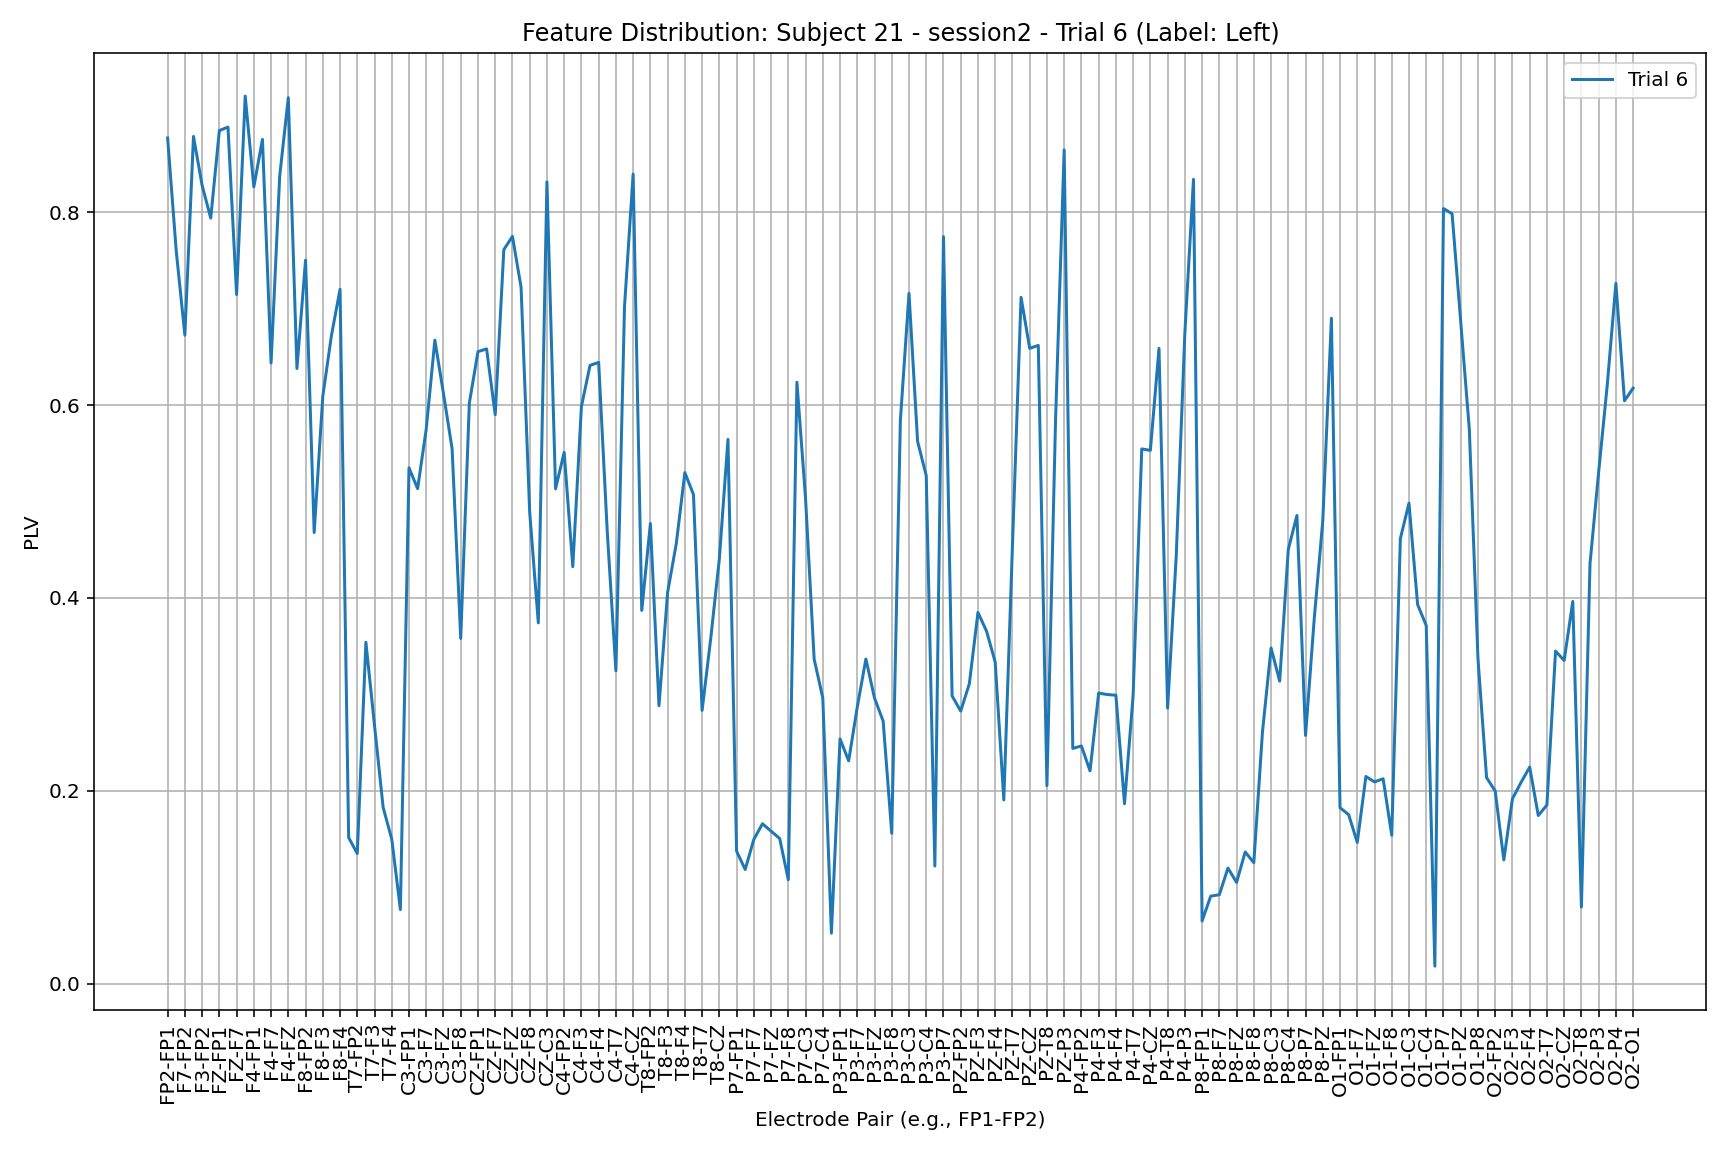 Feature Distribution: Subject 21 - session2 - Trial 6 (Label: Left)
Trial 6
PLV
0.8
0.6
0.4
0.2
0.0
FP2-FP1
F7-FP2
F3-FP2
FZ-FP1
FZ-F7
F4-FP1
F4-F7
F4-FZ
F8-FP2
F8-F3
F8-F4
T7-FP2
T7-F3
T7-F4
C3-FP1
C3-F7
C3-FZ
C3-F8
CZ-FP1
CZ-F7
CZ-FZ
CZ-F8
CZ-C3
C4-FP2
C4-F3
C4-F4
C4-T7
C4-CZ
T8-FP2
T8-F3
T8-F4
T8-T7
T8-CZ
P7-FP1
P7-F7
P7-FZ
P7-F8
P7-C3
P7-C4
P3-FP1
P3-F7
P3-FZ
P3-F8
P3-C3
P3-C4
P3-P7
PZ-FP2
PZ-F3
PZ-F4
PZ-T7
PZ-CZ
PZ-T8
PZ-P3
P4-FP2
P4-F3
P4-F4
P4-T7
P4-CZ
P4-T8
P4-P3
P8-FP1
P8-F7
P8-FZ
P8-F8
P8-C3
P8-C4
P8-P7
P8-PZ
O1-FP1
O1-F7
O1-FZ
O1-F8
O1-C3
O1-C4
O1-P7
O1-PZ
O1-P8
O2-FP2
O2-F3
O2-F4
O2-T7
O2-CZ
O2-T8
O2-P3
O2-P4
O2-O1
Electrode Pair (e.g., FP1-FP2)